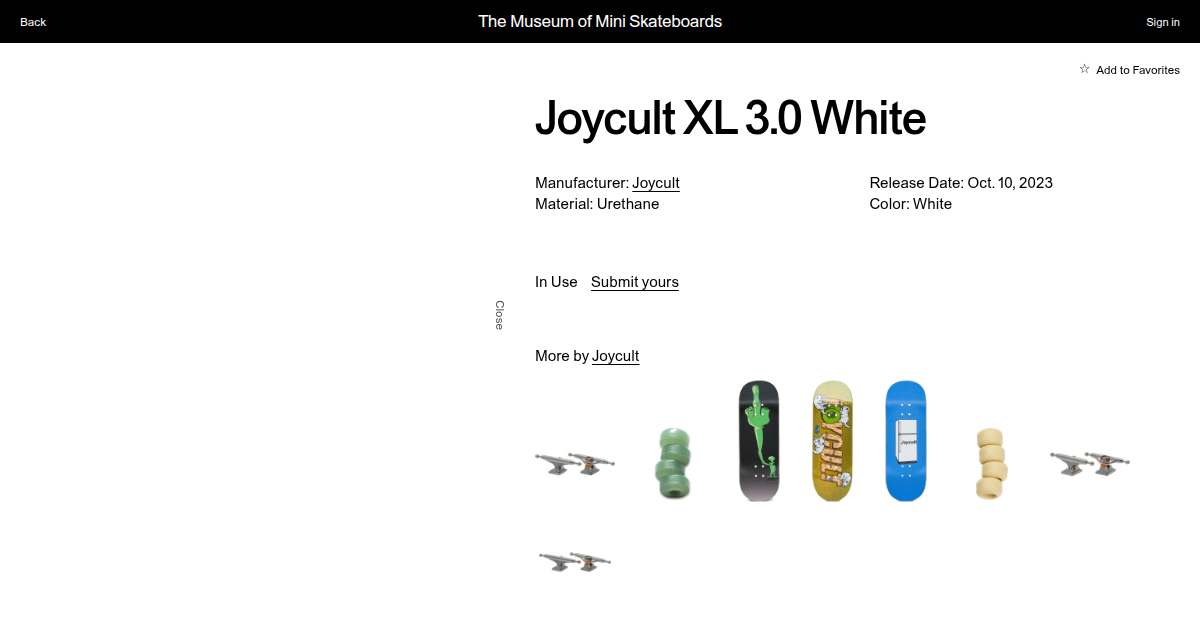 Back
The Museum of Mini Skateboards
Sign in
☆ Add to Favorites
Joycult XL 3.0 White
Manufacturer: Joycult
Release Date: Oct. 10, 2023
Material: Urethane
Color: White
In Use Submit yours
Close
More by Joycult
Joycult